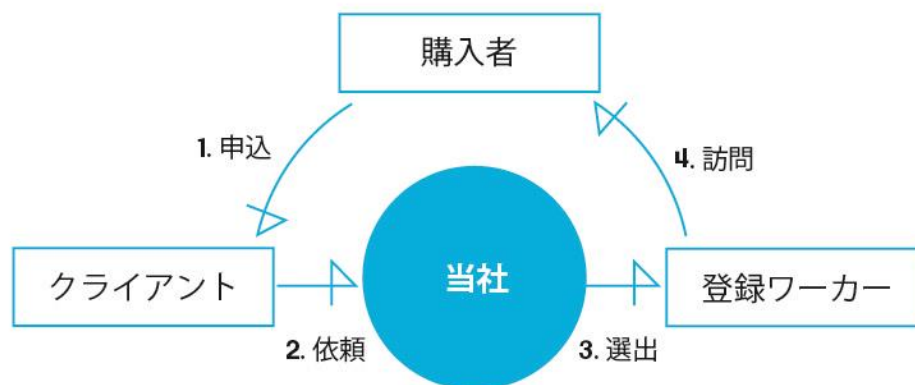 購入者
1. 申込
4. 訪問
クライアント
当社
登録ワーカー
2. 依頼
3. 選出